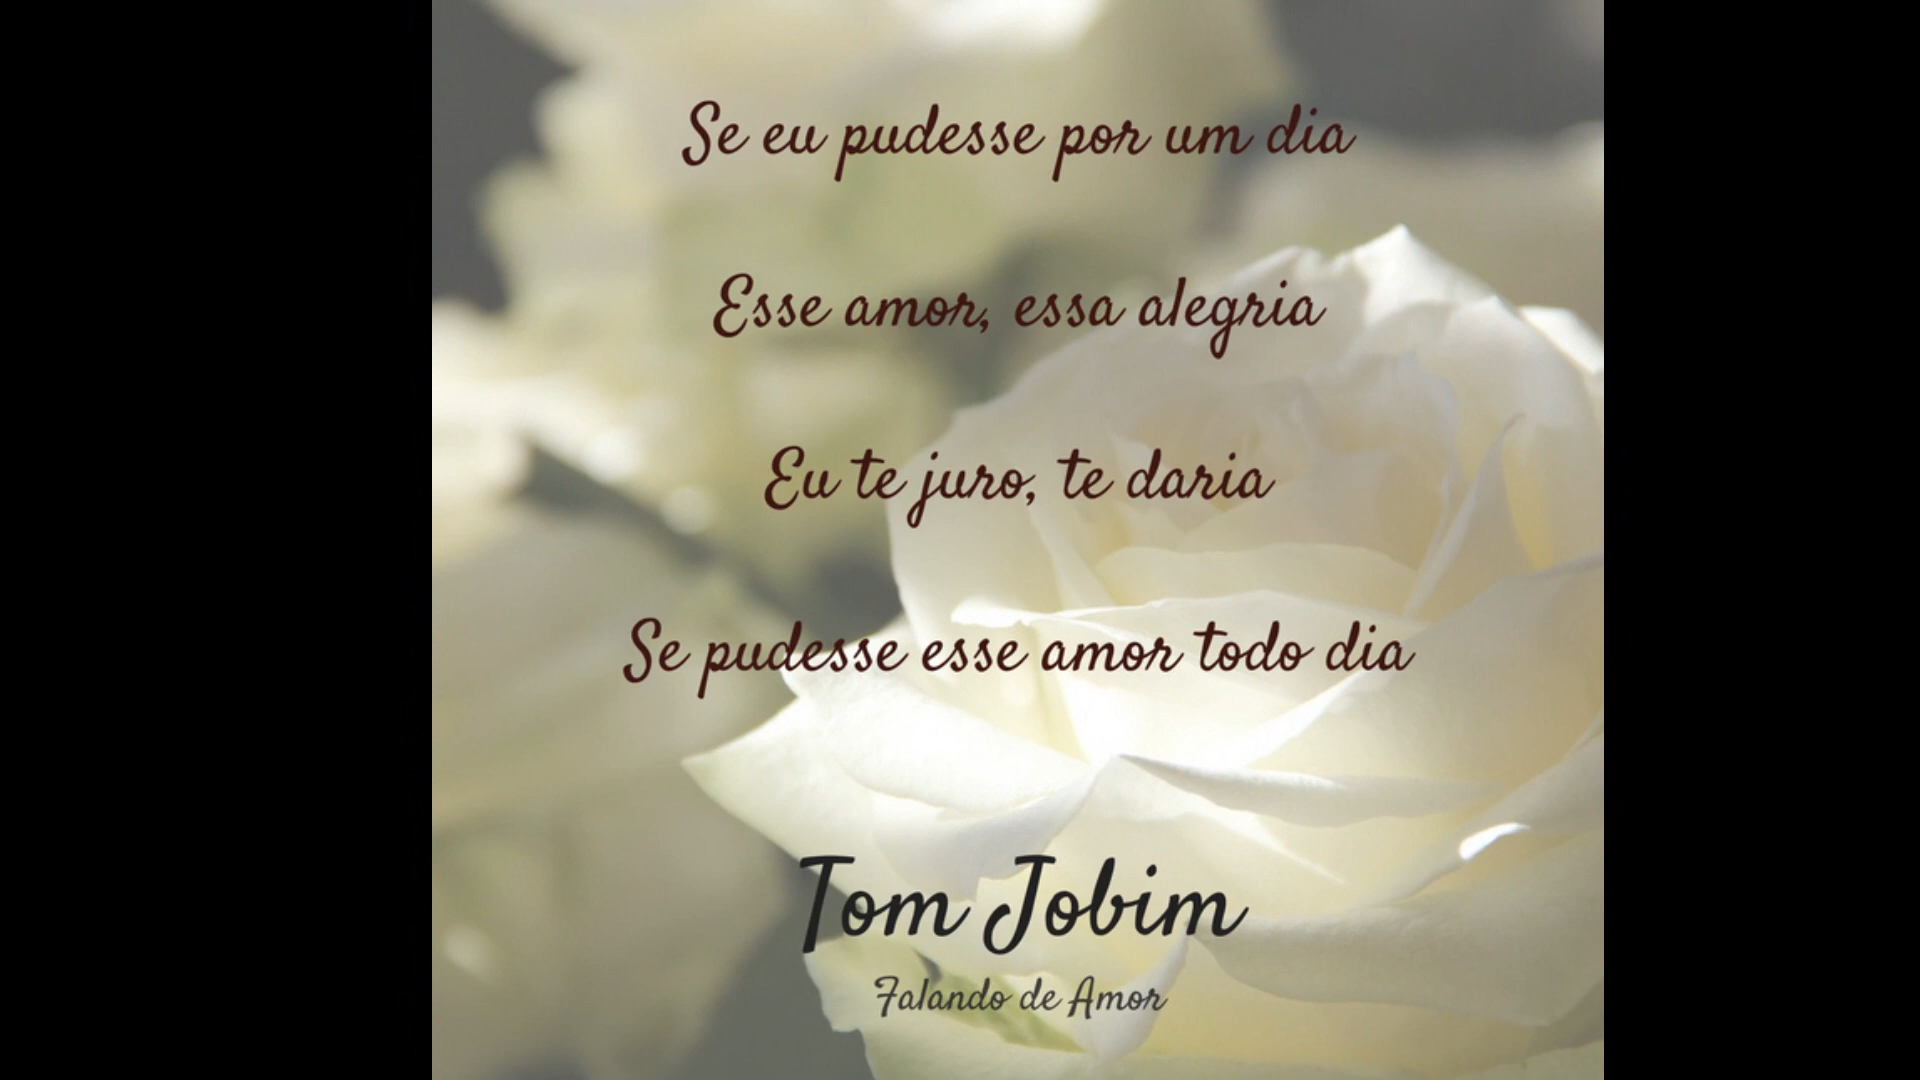 Se eu pudesse por um dia
Esse amor, essa alegria
Eu te juro, te daria
Se pudesse esse amor todo dia
Tom Jobim
Falando de Amor